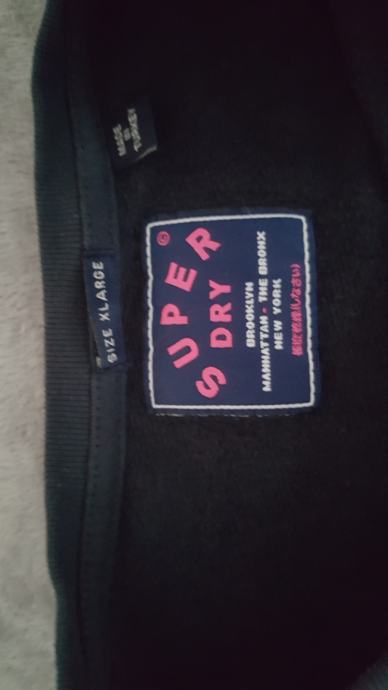 MADE
IN
TURKEY
SIZE XLARGE
©
SUPER
DRY
BROOKLYN
MANHATTAN - THE BRONX
NEW YORK